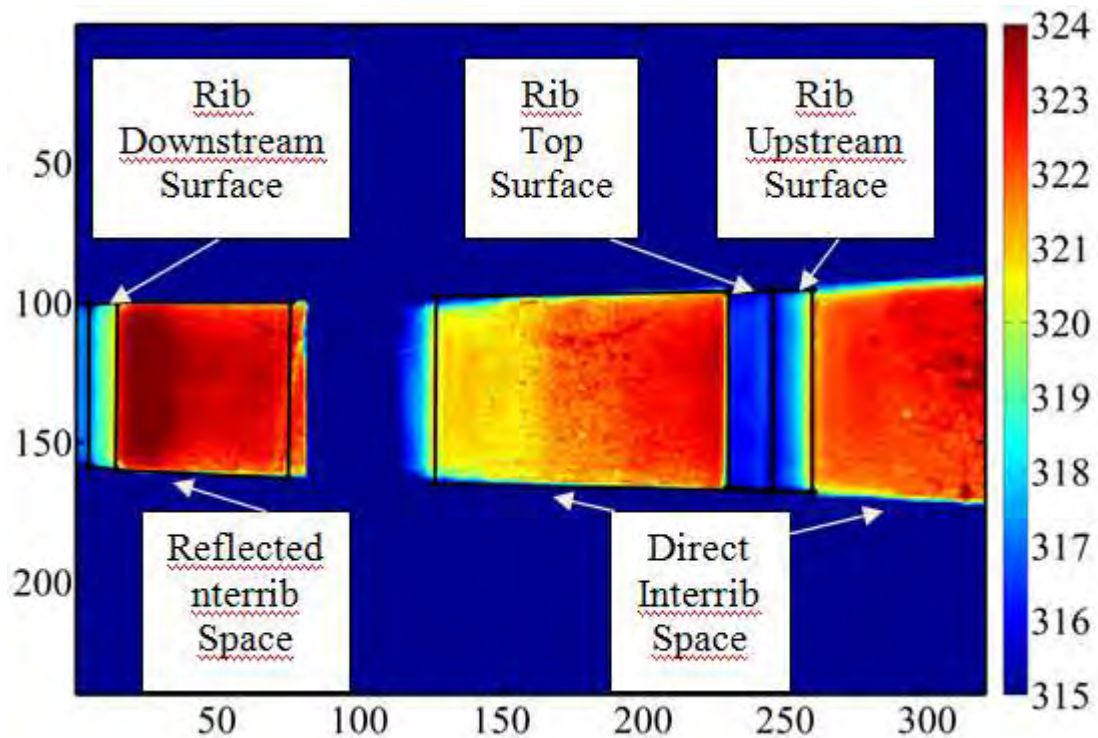 Rib
Downstream
Surface
Rib
Top
Surface
Rib
Upstream
Surface
Reflected
nterrib
Space
Direct
Interrib
Space
50
100
150
200
50
100
150
200
250
300
324
323
322
321
320
319
318
317
316
315